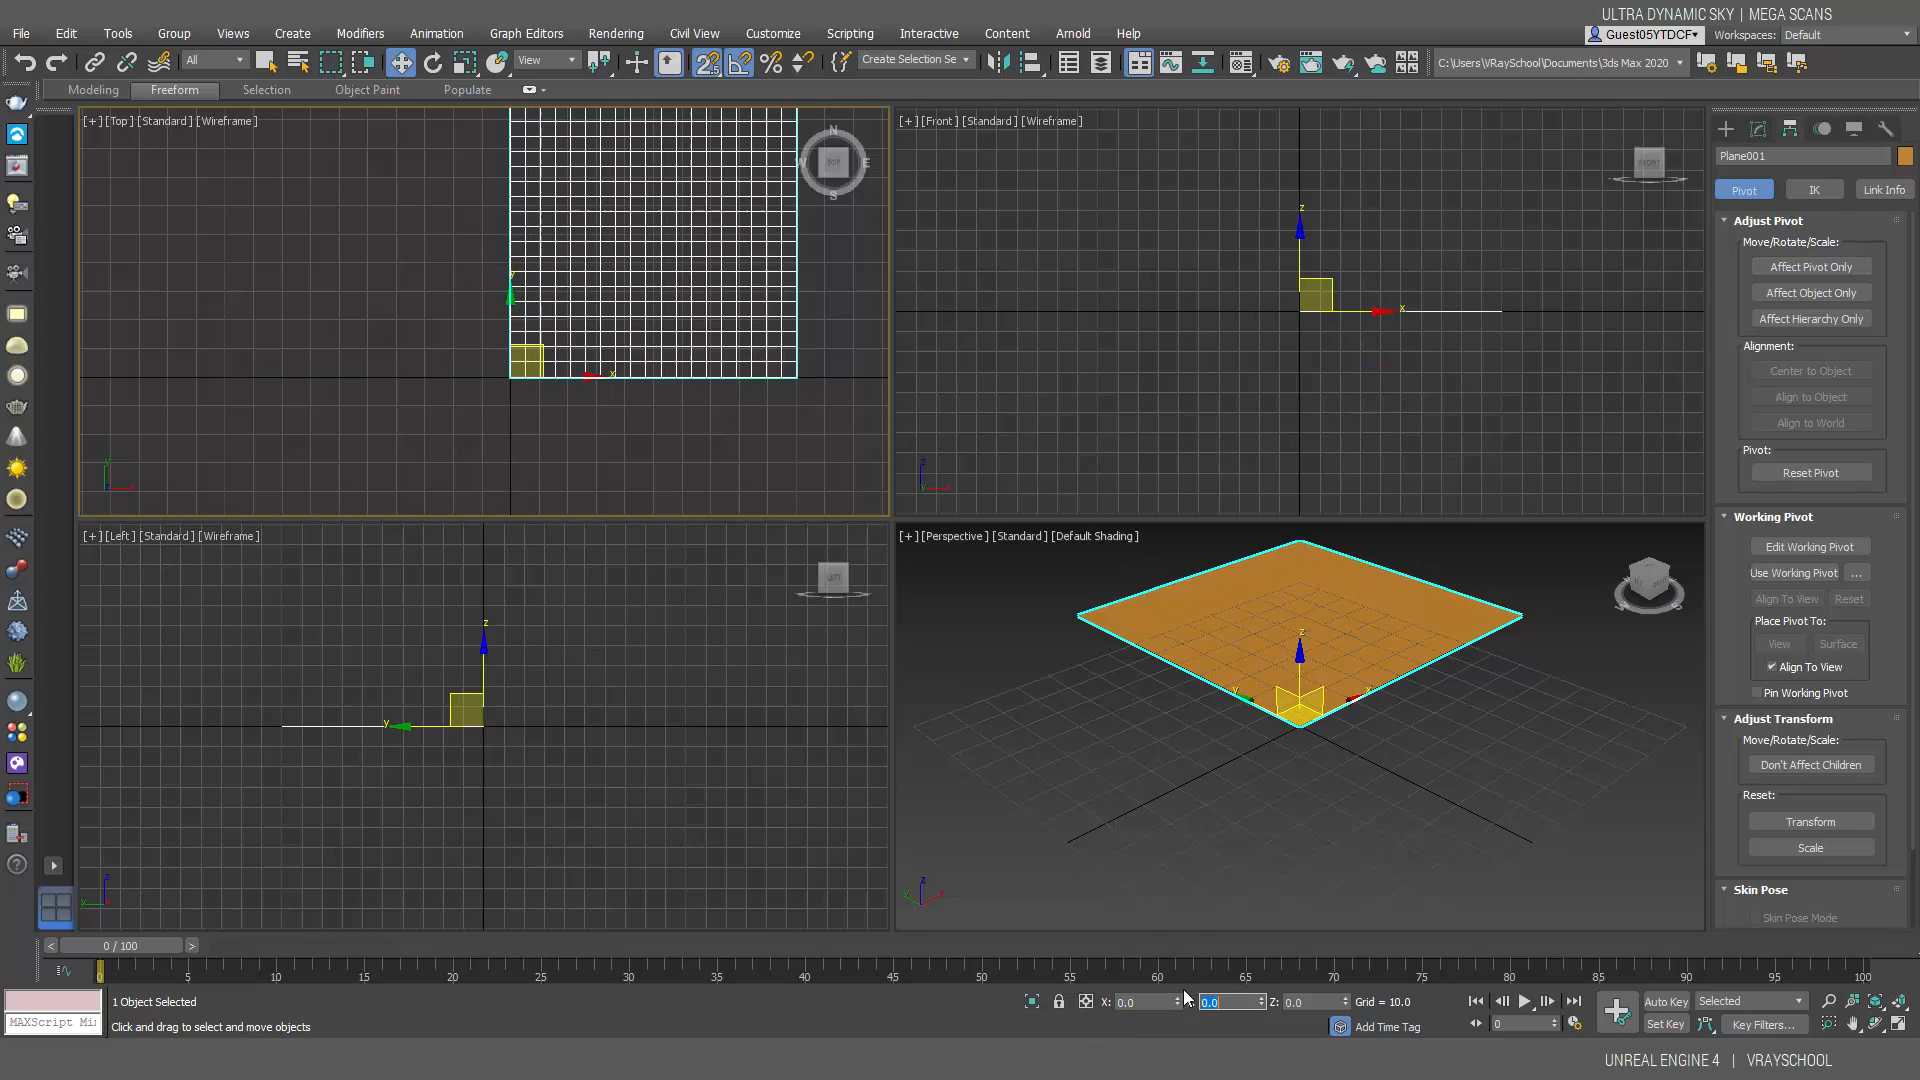 ULTRA DYNAMIC SKY | MEGA SCANS
File Edit Tools Group Views Create Modifiers Animation Graph Editors Rendering Civil View Customize Scripting Interactive Content Arnold Help
Guest05YTDCF
Workspaces: Default
All
View
Create Selection Se
C:\Users\VRaySchool\Documents\3ds Max 2020
Modeling Freeform Selection Object Paint Populate
[+] [Top] [Standard] [Wireframe]
[+] [Front] [Standard] [Wireframe]
N
W TOP E
S
FRONT
Plane001
Pivot IK Link Info
Adjust Pivot
Move/Rotate/Scale:
Affect Pivot Only
Affect Object Only
Affect Hierarchy Only
Alignment:
Center to Object
Align to Object
Align to World
Pivot:
Reset Pivot
Working Pivot
Edit Working Pivot
Use Working Pivot ...
Align To View Reset
Place Pivot To:
View Surface
Align To View
Pin Working Pivot
Adjust Transform
Move/Rotate/Scale:
Don't Affect Children
Reset:
Transform
Scale
Skin Pose
Skin Pose Mode
[+] [Left] [Standard] [Wireframe]
[+] [Perspective] [Standard] [Default Shading]
LEFT
< 0 / 100 >
0 5 10 15 20 25 30 35 40 45 50 55 60 65 70 75 80 85 90 95 100
1 Object Selected
X: 0.0 0.0 Z: 0.0 Grid = 10.0
Auto Key Selected
MAXScript Mi
Click and drag to select and move objects
Add Time Tag
0
Set Key Key Filters...
UNREAL ENGINE 4 | VRAYSCHOOL